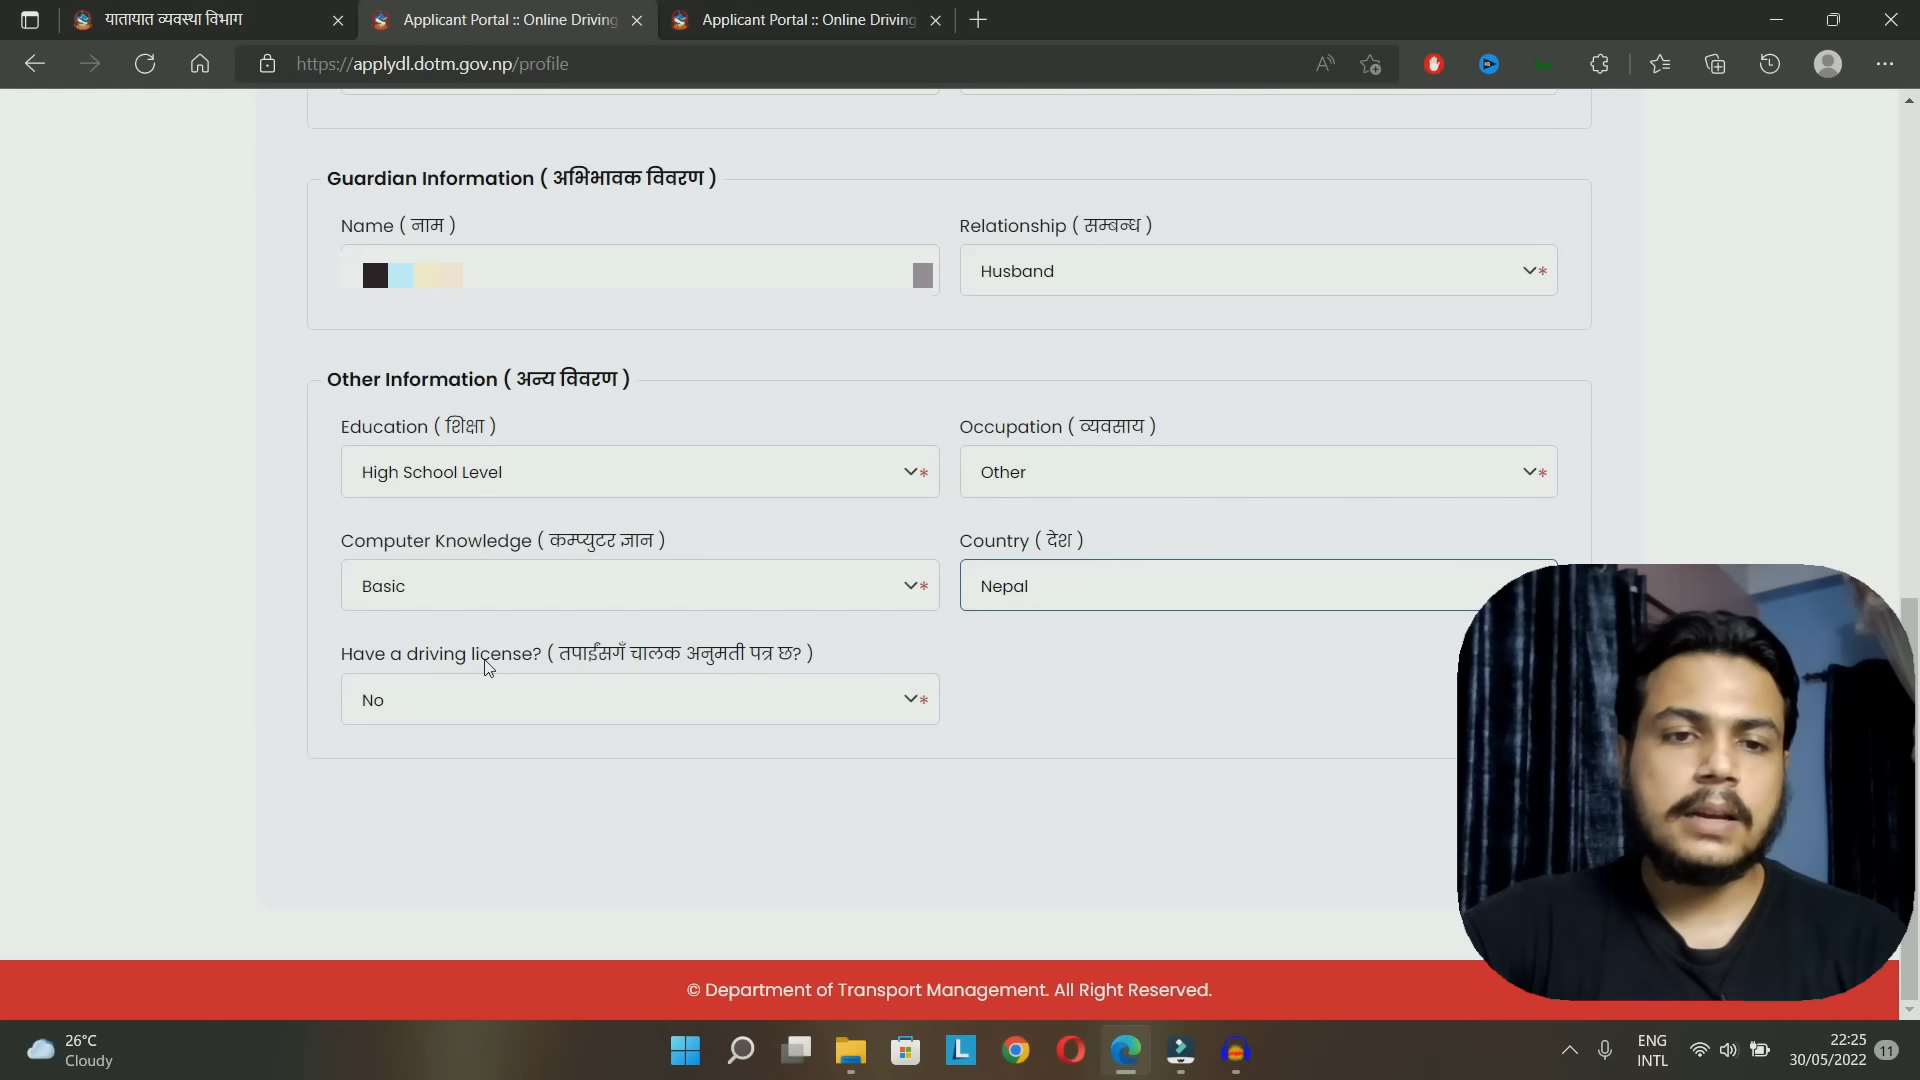 यातायात व्यवस्था विभाग
Applicant Portal :: Online Driving
Applicant Portal :: Online Driving
https://applydl.dotm.gov.np/profile
Guardian Information ( अभिभावक विवरण )
Name ( नाम )
Relationship ( सम्बन्ध )
Husband
*
Other Information ( अन्य विवरण )
Education ( शिक्षा )
Occupation ( व्यवसाय )
High School Level
*
Other
*
Computer Knowledge ( कम्प्युटर ज्ञान )
Country ( देश )
Basic
*
Nepal
Have a driving license? ( तपाईंसगँ चालक अनुमती पत्र छ? )
No
*
© Department of Transport Management. All Right Reserved.
26°C
Cloudy
ENG
INTL
22:25
30/05/2022
11